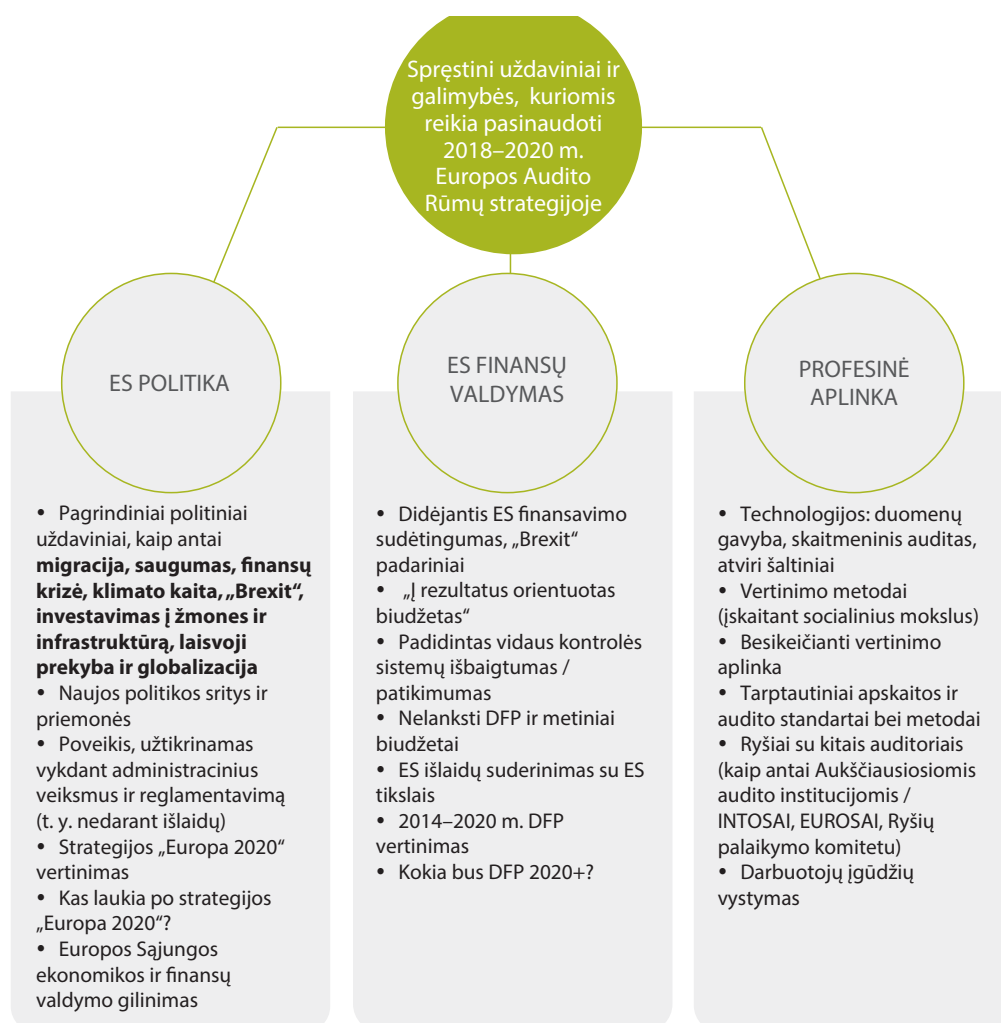 Spręstini uždaviniai ir
galimybės, kuriomis
reikia pasinaudoti
2018–2020 m.
Europos Audito
Rūmų strategijoje
ES POLITIKA
• Pagrindiniai politiniai
uždaviniai, kaip antai
migracija, saugumas, finansų
krizė, klimato kaita, „Brexit“,
investavimas į žmones ir
infrastruktūrą, laisvoji
prekyba ir globalizacija
• Naujos politikos sritys ir
priemonės
• Poveikis, užtikrinamas
vykdant administracinius
veiksmus ir reglamentavimą
(t. y. nedarant išlaidų)
• Strategijos „Europa 2020“
vertinimas
• Kas laukia po strategijos
„Europa 2020“?
• Europos Sąjungos
ekonomikos ir finansų
valdymo gilinimas
ES FINANSŲ
VALDYMAS
• Didėjantis ES finansavimo
sudėtingumas, „Brexit“
padariniai
• „Į rezultatus orientuotas
biudžetas“
• Padidintas vidaus kontrolės
sistemų išbaigtumas /
patikimumas
• Nelanksti DFP ir metiniai
biudžetai
• ES išlaidų suderinimas su ES
tikslais
• 2014–2020 m. DFP
vertinimas
• Kokia bus DFP 2020+?
PROFESINĖ
APLINKA
• Technologijos: duomenų
gavyba, skaitmeninis auditas,
atviri šaltiniai
• Vertinimo metodai
(įskaitant socialinius mokslus)
• Besikeičianti vertinimo
aplinka
• Tarptautiniai apskaitos ir
audito standartai bei metodai
• Ryšiai su kitais auditoriais
(kaip antai Aukščiausiosiomis
audito institucijomis /
INTOSAI, EUROSAI, Ryšių
palaikymo komitetu)
• Darbuotojų įgūdžių
vystymas